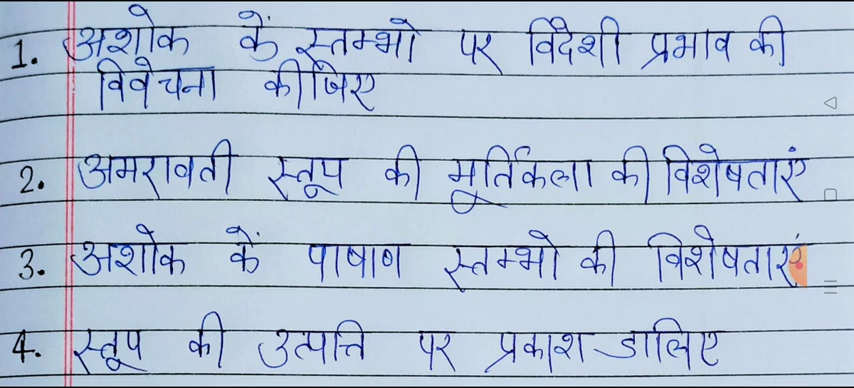 1. अशोक कें स्तम्भो पर विदेशी प्रभाव की
विवेचना कीजिए
2. अमरावती स्तूप की मूर्तिकला की विशेषताएं
3. अशोक कें पाषाण स्तम्भो की विशेषताएं
4. स्तूप की उत्पत्ति पर प्रकाश डालिए